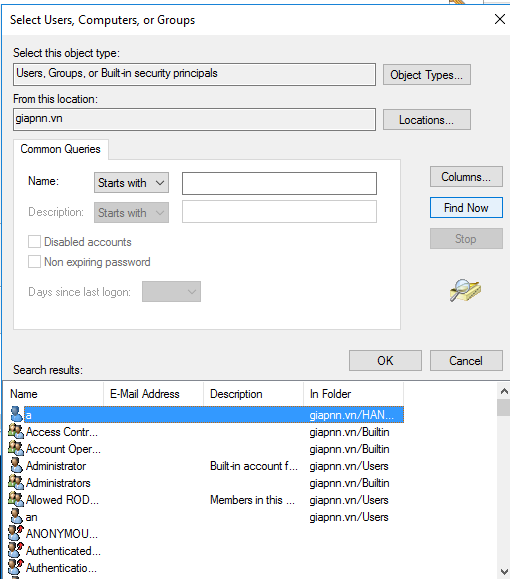 Select Users, Computers, or Groups
Select this object type:
Users, Groups, or Built-in security principals
Object Types...
From this location:
giapnn.vn
Locations...
Common Queries
Name:
Starts with
Columns...
Description:
Starts with
Find Now
Disabled accounts
Stop
Non expiring password
Days since last logon:
OK
Cancel
Search results:
Name E-Mail Address Description In Folder
a giapnn.vn/HAN...
Access Contr... giapnn.vn/Builtin
Account Oper... giapnn.vn/Builtin
Administrator Built-in account f... giapnn.vn/Users
Administrators giapnn.vn/Builtin
Allowed ROD... Members in this ... giapnn.vn/Users
an giapnn.vn/Users
ANONYMOU...
Authenticated...
Authenticatio...